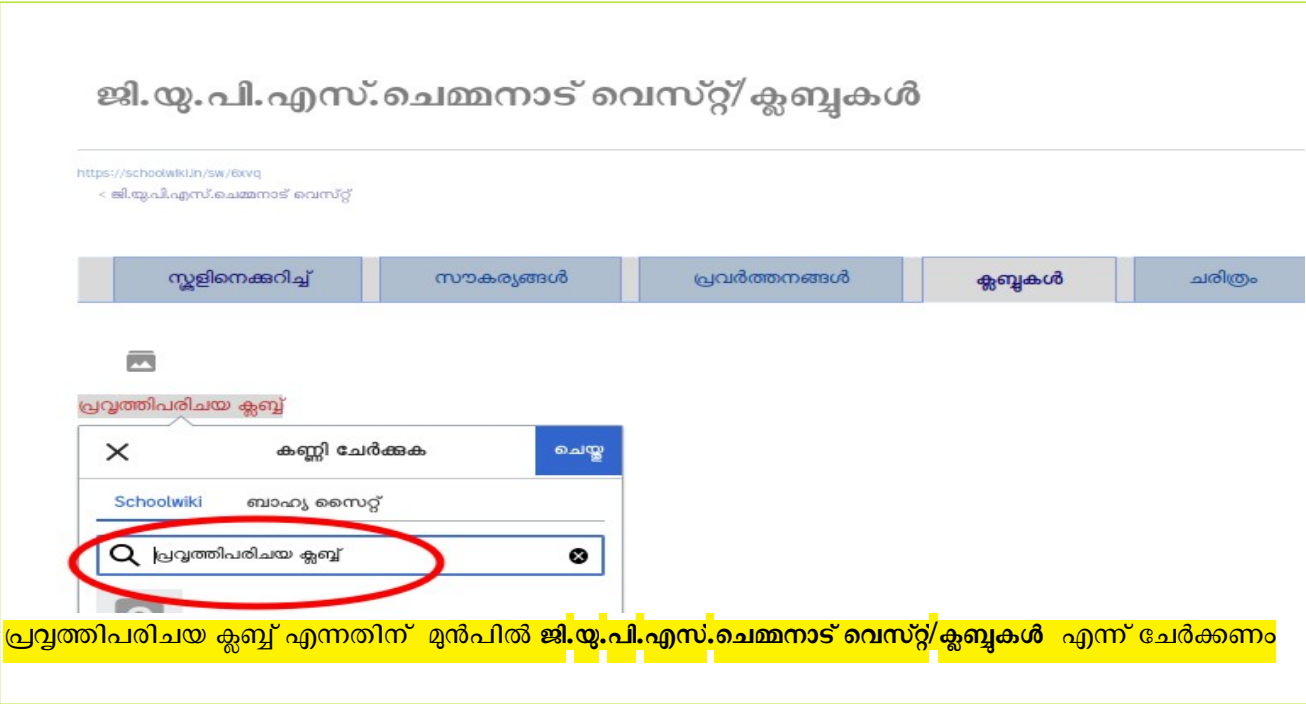 ജി.യു.പി.എസ്.ചെമ്മനാട് വെസ്റ്റ്/ക്ലബ്ബുകൾ
https://schoolwiki.in/sw/6xvq
< ജി.യു.പി.എസ്.ചെമ്മനാട് വെസ്റ്റ്
സ്കൂളിനെക്കുറിച്ച് സൗകര്യങ്ങൾ പ്രവർത്തനങ്ങൾ ക്ലബ്ബുകൾ ചരിത്രം
പ്രവൃത്തിപരിചയ ക്ലബ്ബ്
കണ്ണി ചേർക്കുക ചെയ്തു
Schoolwiki ബാഹ്യ സൈറ്റ്
പ്രവൃത്തിപരിചയ ക്ലബ്ബ്
പ്രവൃത്തിപരിചയ ക്ലബ്ബ് എന്നതിന് മുൻപിൽ ജി.യു.പി.എസ്.ചെമ്മനാട് വെസ്റ്റ്/ക്ലബ്ബുകൾ എന്ന് ചേർക്കണം